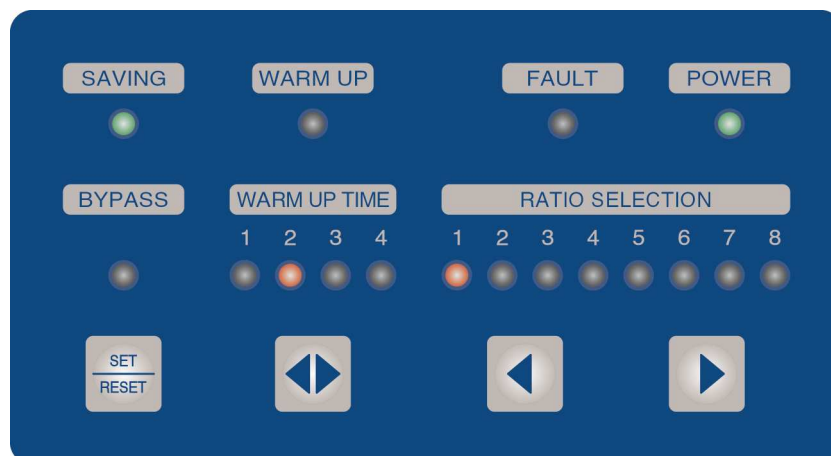 SAVING WARM UP FAULT POWER
BYPASS WARM UP TIME RATIO SELECTION
1 2 3 4 1 2 3 4 5 6 7 8
SET
RESET